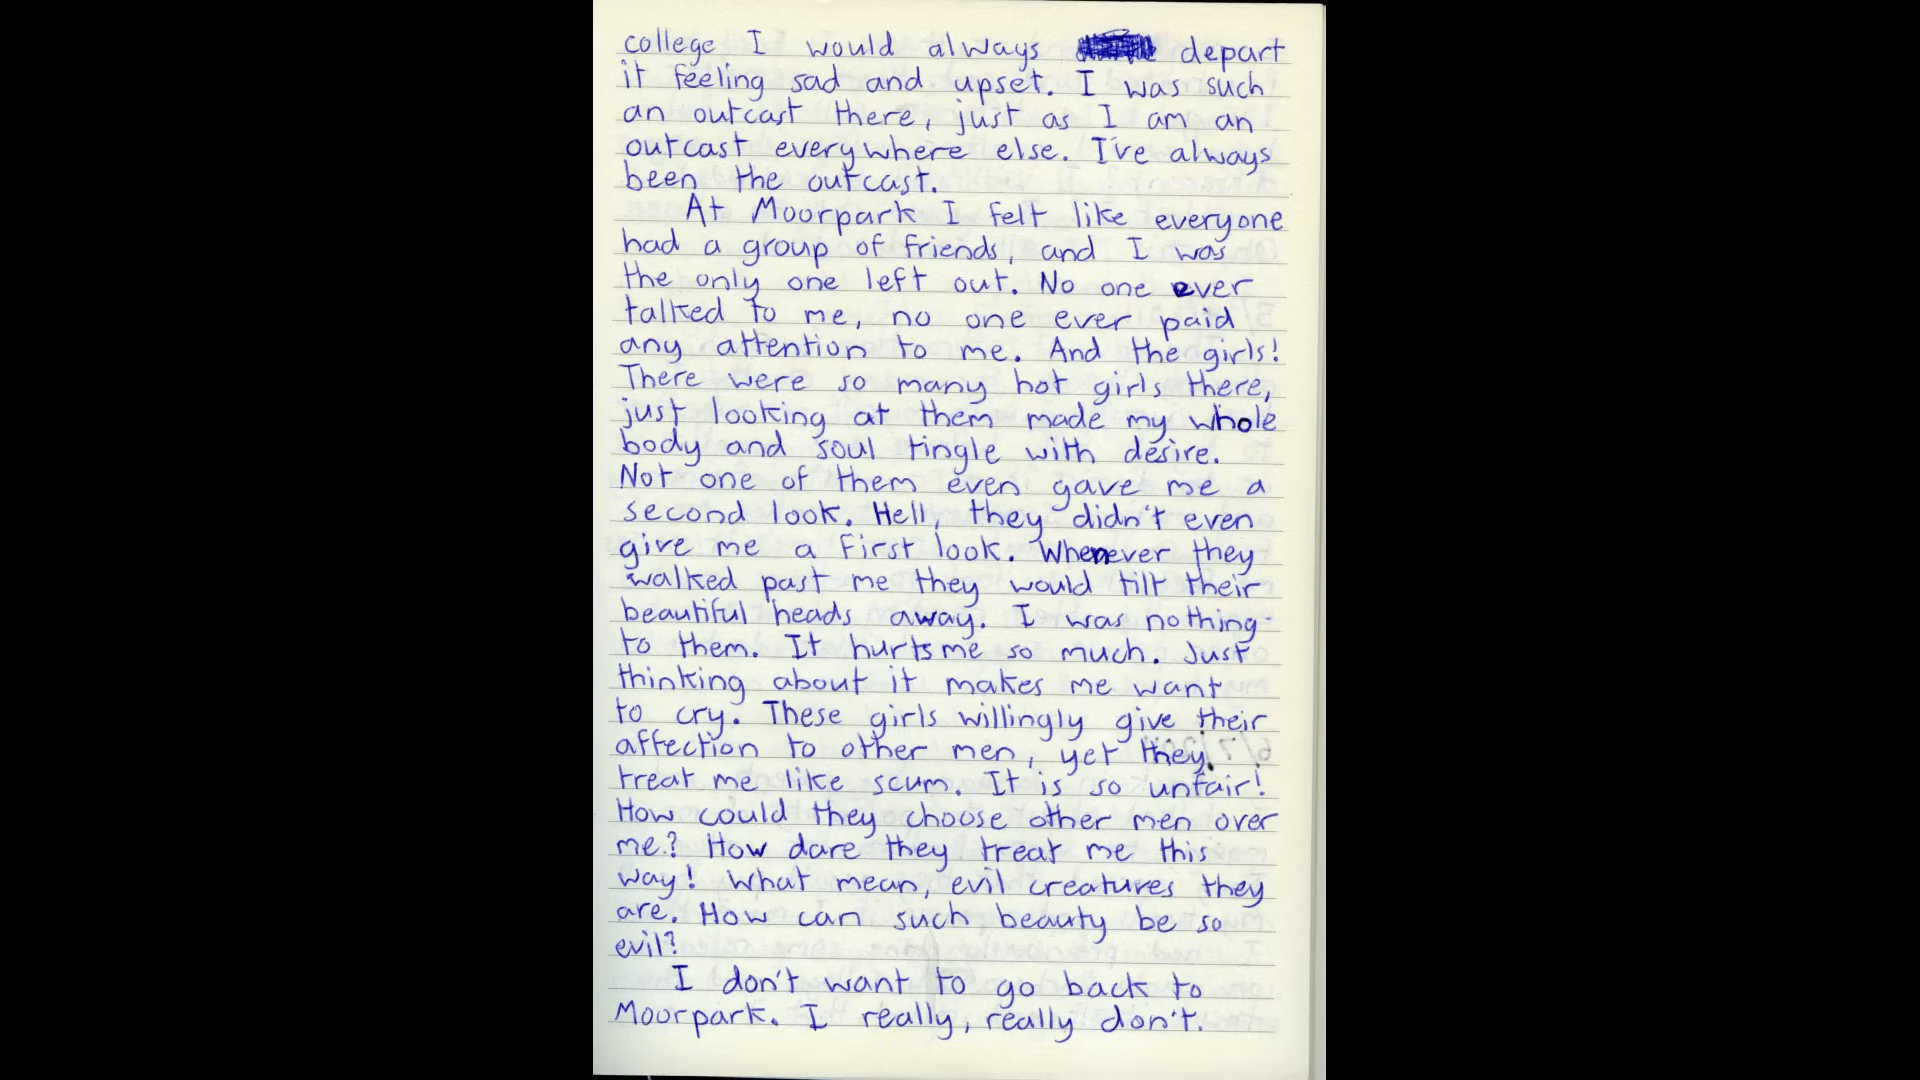 college I would always depart
it feeling sad and upset. I was such
an outcast there, just as I am an
outcast everywhere else. I've always
been the outcast.
At Moorpark I felt like everyone
had a group of friends, and I was
the only one left out. No one ever
talked to me, no one ever paid
any attention to me. And the girls!
There were so many hot girls there,
just looking at them made my whole
body and soul tingle with desire.
Not one of them even gave me a
second look. Hell, they didn't even
give me a first look. Whenever they
walked past me they would tilt their
beautiful heads away. I was nothing
to them. It hurts me so much. Just
thinking about it makes me want
to cry. These girls willingly give their
affection to other men, yet they
treat me like scum. It is so unfair!
How could they choose other men over
me? How dare they treat me this
way! What mean, evil creatures they
are. How can such beauty be so
evil?
I don't want to go back to
Moorpark. I really, really don't.